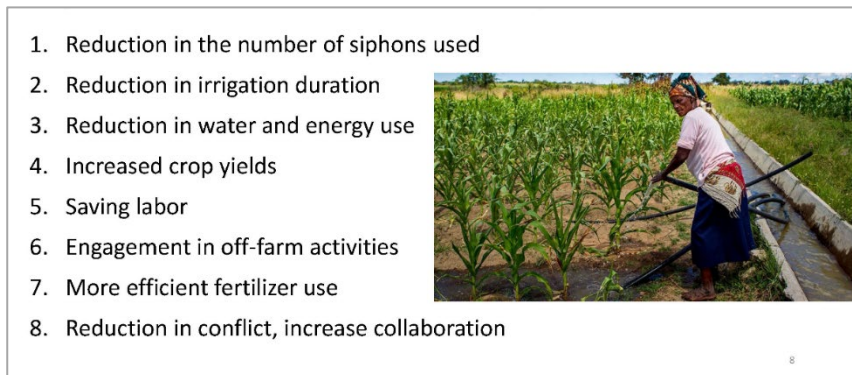 1. Reduction in the number of siphons used
2. Reduction in irrigation duration
3. Reduction in water and energy use
4. Increased crop yields
5. Saving labor
6. Engagement in off-farm activities
7. More efficient fertilizer use
8. Reduction in conflict, increase collaboration
8